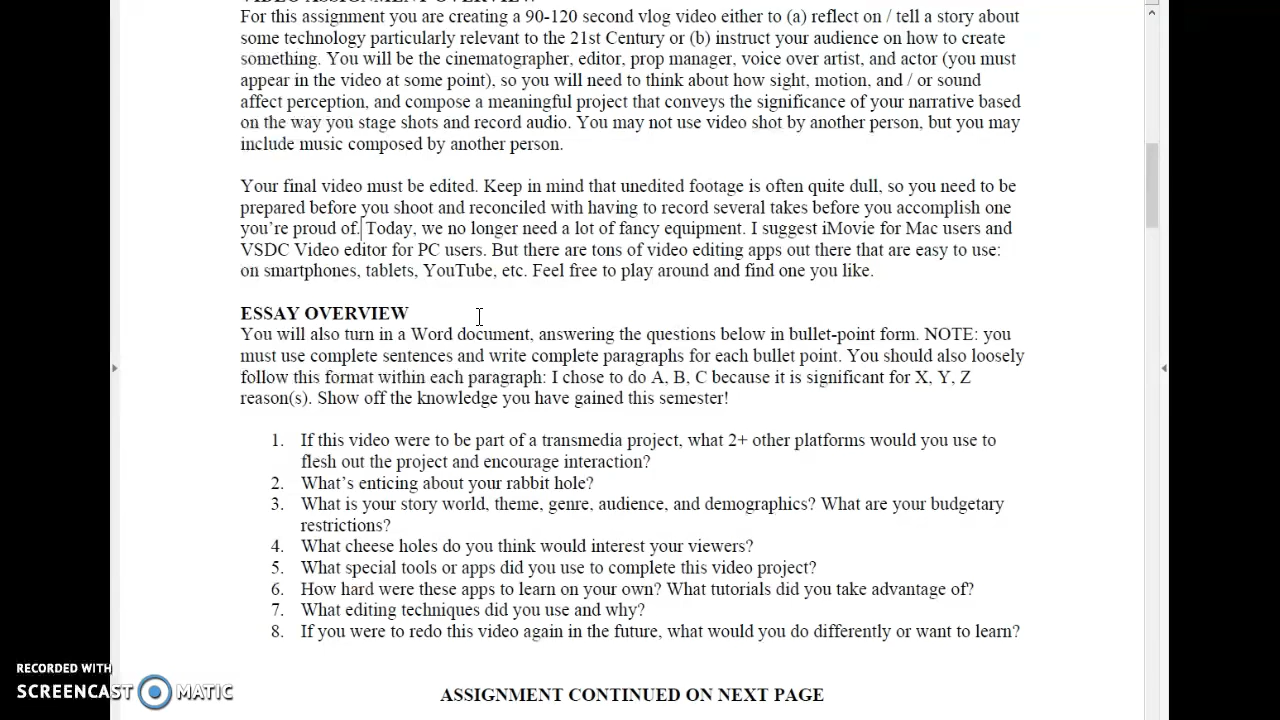 For this assignment you are creating a 90-120 second vlog video either to (a) reflect on / tell a story about
some technology particularly relevant to the 21st Century or (b) instruct your audience on how to create
something. You will be the cinematographer, editor, prop manager, voice over artist, and actor (you must
appear in the video at some point), so you will need to think about how sight, motion, and / or sound
affect perception, and compose a meaningful project that conveys the significance of your narrative based
on the way you stage shots and record audio. You may not use video shot by another person, but you may
include music composed by another person.
Your final video must be edited. Keep in mind that unedited footage is often quite dull, so you need to be
prepared before you shoot and reconciled with having to record several takes before you accomplish one
you're proud of. Today, we no longer need a lot of fancy equipment. I suggest iMovie for Mac users and
VSDC Video editor for PC users. But there are tons of video editing apps out there that are easy to use:
on smartphones, tablets, YouTube, etc. Feel free to play around and find one you like.
ESSAY OVERVIEW
You will also turn in a Word document, answering the questions below in bullet-point form. NOTE: you
must use complete sentences and write complete paragraphs for each bullet point. You should also loosely
follow this format within each paragraph: I chose to do A, B, C because it is significant for X, Y, Z
reason(s). Show off the knowledge you have gained this semester!
1. If this video were to be part of a transmedia project, what 2+ other platforms would you use to
flesh out the project and encourage interaction?
2. What's enticing about your rabbit hole?
3. What is your story world, theme, genre, audience, and demographics? What are your budgetary
restrictions?
4. What cheese holes do you think would interest your viewers?
5. What special tools or apps did you use to complete this video project?
6. How hard were these apps to learn on your own? What tutorials did you take advantage of?
7. What editing techniques did you use and why?
8. If you were to redo this video again in the future, what would you do differently or want to learn?
ASSIGNMENT CONTINUED ON NEXT PAGE
RECORDED WITH
SCREENCAST MATIC